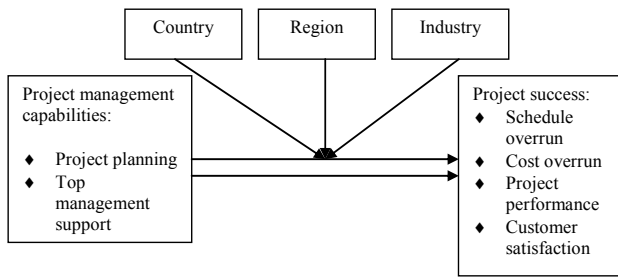 Country
Region
Industry
Project management
capabilities:
♦ Project planning
♦ Top
management
support
Project success:
♦ Schedule
overrun
♦ Cost overrun
♦ Project
performance
♦ Customer
satisfaction